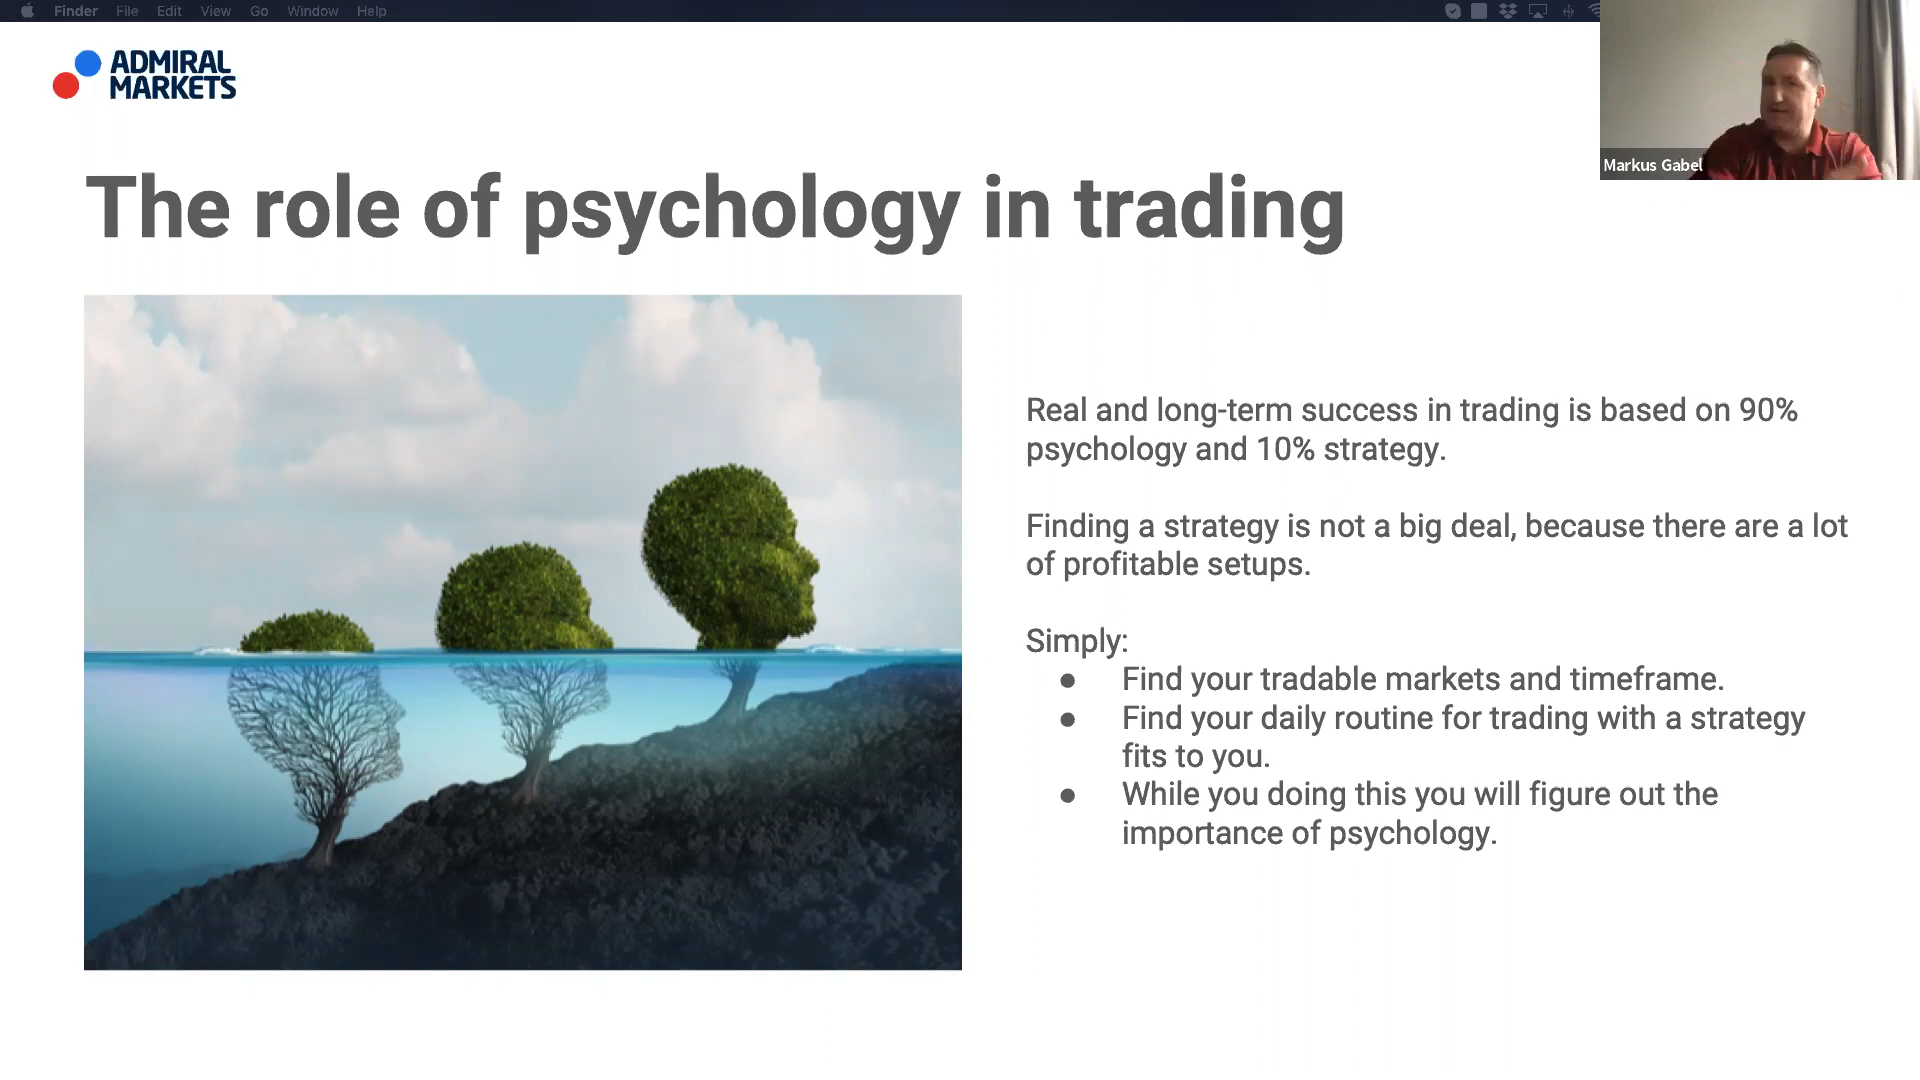 Finder File Edit View Go Window Help
ADMIRAL
MARKETS
Markus Gabel
The role of psychology in trading
Real and long-term success in trading is based on 90%
psychology and 10% strategy.
Finding a strategy is not a big deal, because there are a lot
of profitable setups.
Simply:
● Find your tradable markets and timeframe.
● Find your daily routine for trading with a strategy
fits to you.
● While you doing this you will figure out the
importance of psychology.